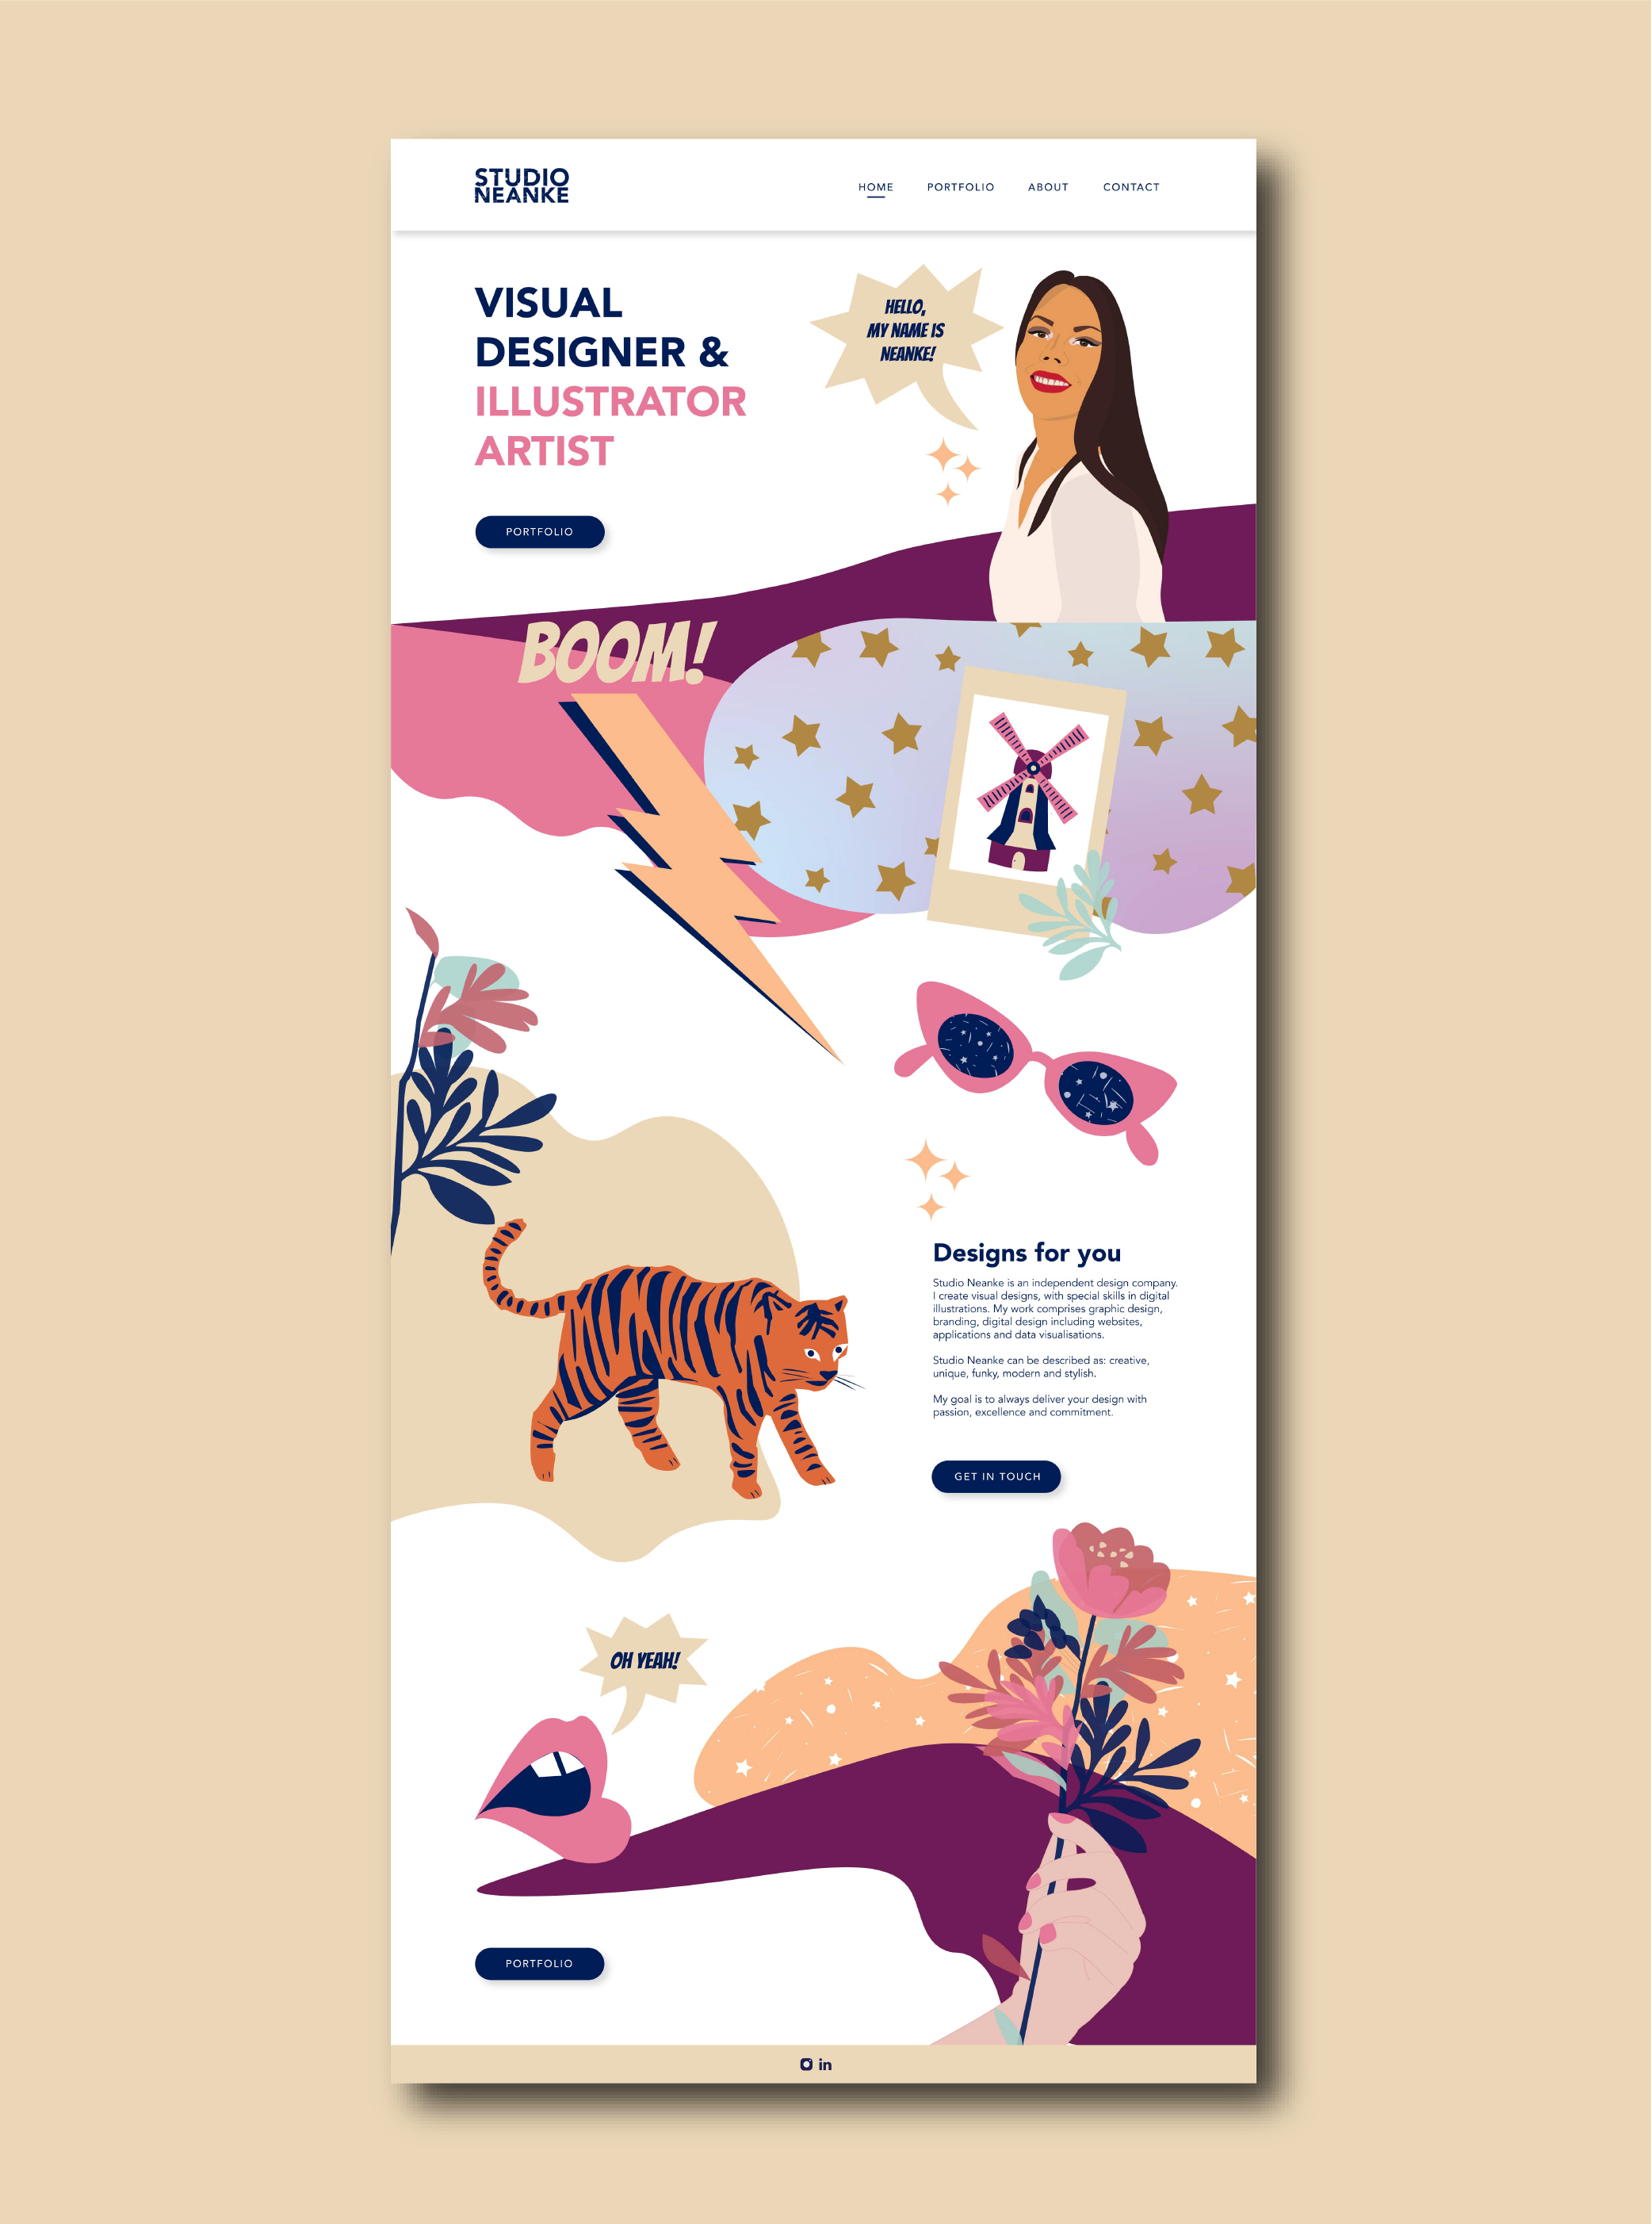 STUDIO
NEANKE
HOME PORTFOLIO ABOUT CONTACT
VISUAL
DESIGNER &
ILLUSTRATOR
ARTIST
HELLO,
MY NAME IS
NEANKE!
PORTFOLIO
BOOM!
Designs for you
Studio Neanke is an independent design company.
I create visual designs, with special skills in digital
illustrations. My work comprises graphic design,
branding, digital design including websites,
applications and data visualisations.
Studio Neanke can be described as: creative,
unique, funky, modern and stylish.
My goal is to always deliver your design with
passion, excellence and commitment.
GET IN TOUCH
OH YEAH!
PORTFOLIO
in